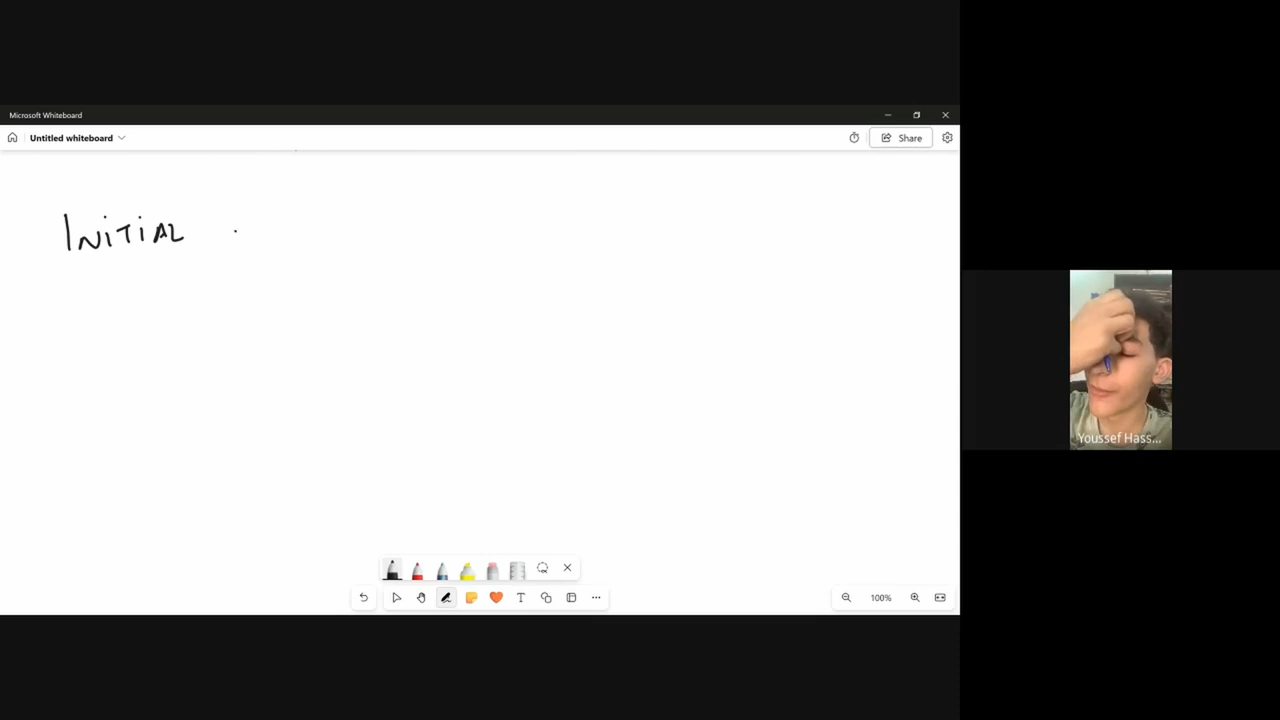 Microsoft Whiteboard
Untitled whiteboard
Share
INiTiAL
100%
Youssef Hass...